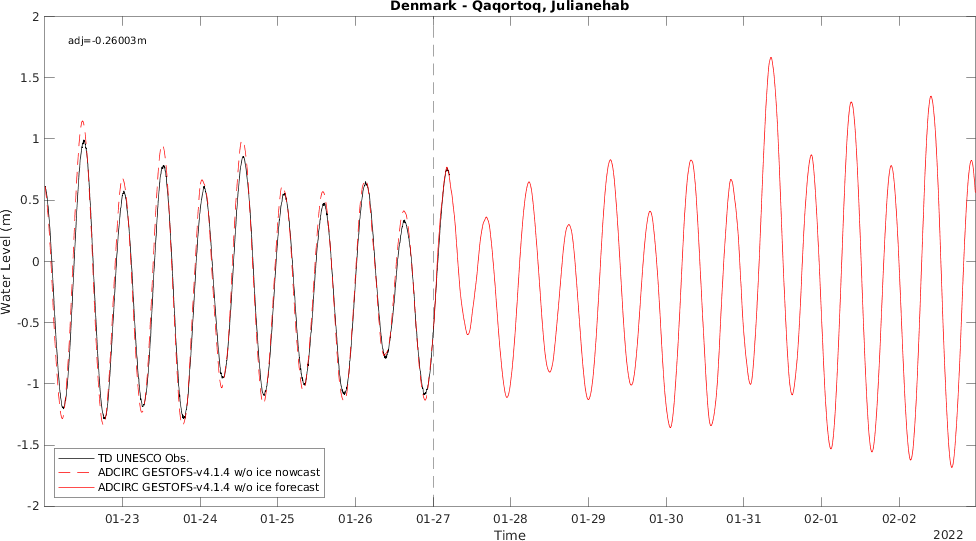 Denmark - Qaqortoq, Julianehab
adj=-0.26003m
2
1.5
1
0.5
0
-0.5
-1
-1.5
-2
Water Level (m)
TD UNESCO Obs.
ADCIRC GESTOFS-v4.1.4 w/o ice nowcast
ADCIRC GESTOFS-v4.1.4 w/o ice forecast
01-23 01-24 01-25 01-26 01-27 01-28 01-29 01-30 01-31 02-01 02-02
Time
2022